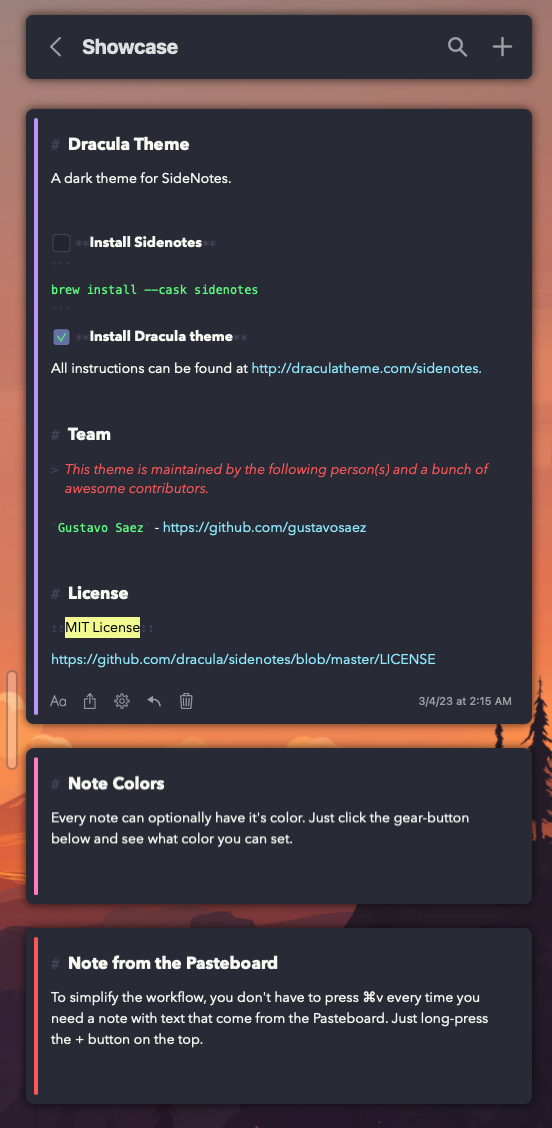 Showcase
# Dracula Theme
A dark theme for SideNotes.
**Install Sidenotes**
```
brew install --cask sidenotes
```
**Install Dracula theme**
All instructions can be found at http://draculatheme.com/sidenotes.
# Team
> This theme is maintained by the following person(s) and a bunch of
awesome contributors.
`Gustavo Saez` - https://github.com/gustavosaez
# License
::MIT License::
https://github.com/dracula/sidenotes/blob/master/LICENSE
Aa
3/4/23 at 2:15 AM
# Note Colors
Every note can optionally have it's color. Just click the gear-button
below and see what color you can set.
# Note from the Pasteboard
To simplify the workflow, you don't have to press ⌘v every time you
need a note with text that come from the Pasteboard. Just long-press
the + button on the top.